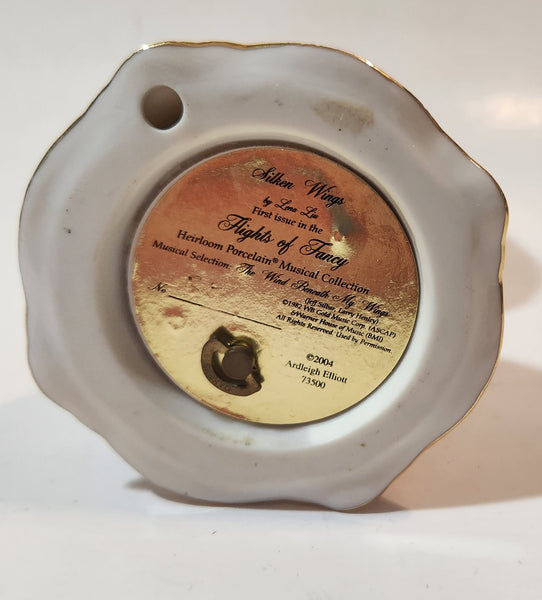 Silken Wings
by Lena Liu
First issue in the
Flights of Fancy
Heirloom Porcelain® Musical Collection
Musical Selection: The Wind Beneath My Wings
(Jeff Silbar, Larry Henley)
©1982 WB Gold Music Corp. (ASCAP)
&Warner House of Music (BMI)
All Rights Reserved Used by Permission.
No.
©2004
Ardleigh Elliott
73500